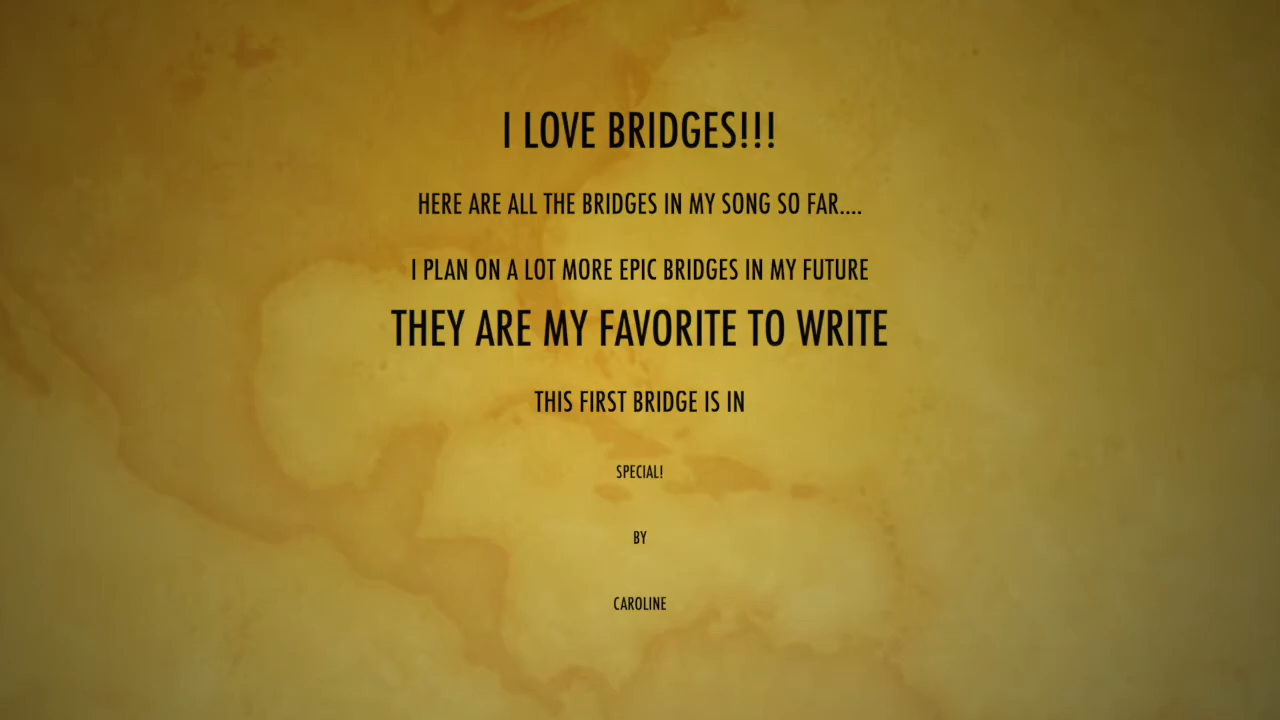 I LOVE BRIDGES!!!
HERE ARE ALL THE BRIDGES IN MY SONG SO FAR....
I PLAN ON A LOT MORE EPIC BRIDGES IN MY FUTURE
THEY ARE MY FAVORITE TO WRITE
THIS FIRST BRIDGE IS IN
SPECIAL!
BY
CAROLINE